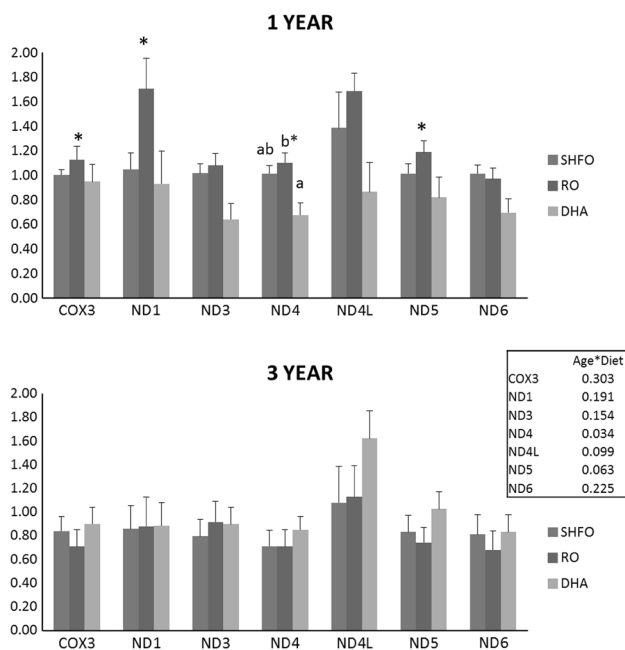 1 YEAR
2.00
1.80
1.60
1.40
1.20
1.00
0.80
0.60
0.40
0.20
0.00
*
*
ab
b*
a
*
COX3 ND1 ND3 ND4 ND4L ND5 ND6
SHFO
RO
DHA
3 YEAR
2.00
1.80
1.60
1.40
1.20
1.00
0.80
0.60
0.40
0.20
0.00
COX3 ND1 ND3 ND4 ND4L ND5 ND6
Age*Diet
COX3 0.303
ND1 0.191
ND3 0.154
ND4 0.034
ND4L 0.099
ND5 0.063
ND6 0.225
SHFO
RO
DHA